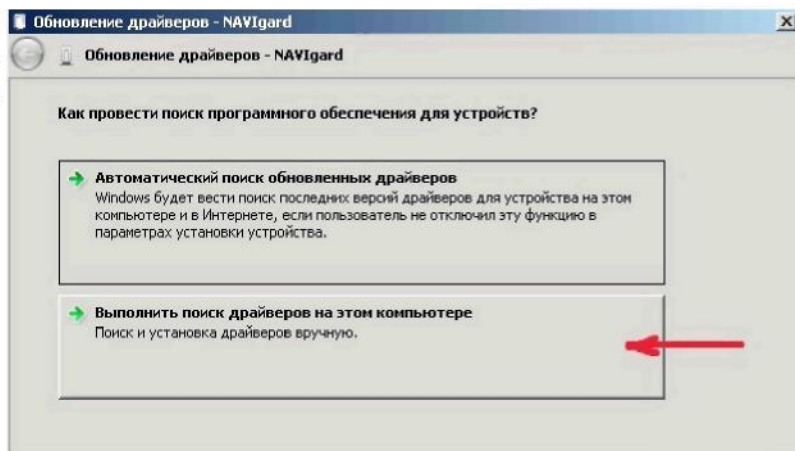 Обновление драйверов - NAVIgard
Обновление драйверов - NAVIgard
Как провести поиск программного обеспечения для устройств?
Автоматический поиск обновленных драйверов
Windows будет вести поиск последних версий драйверов для устройства на этом
компьютере и в Интернете, если пользователь не отключил эту функцию в
параметрах установки устройства.
Выполнить поиск драйверов на этом компьютере
Поиск и установка драйверов вручную.